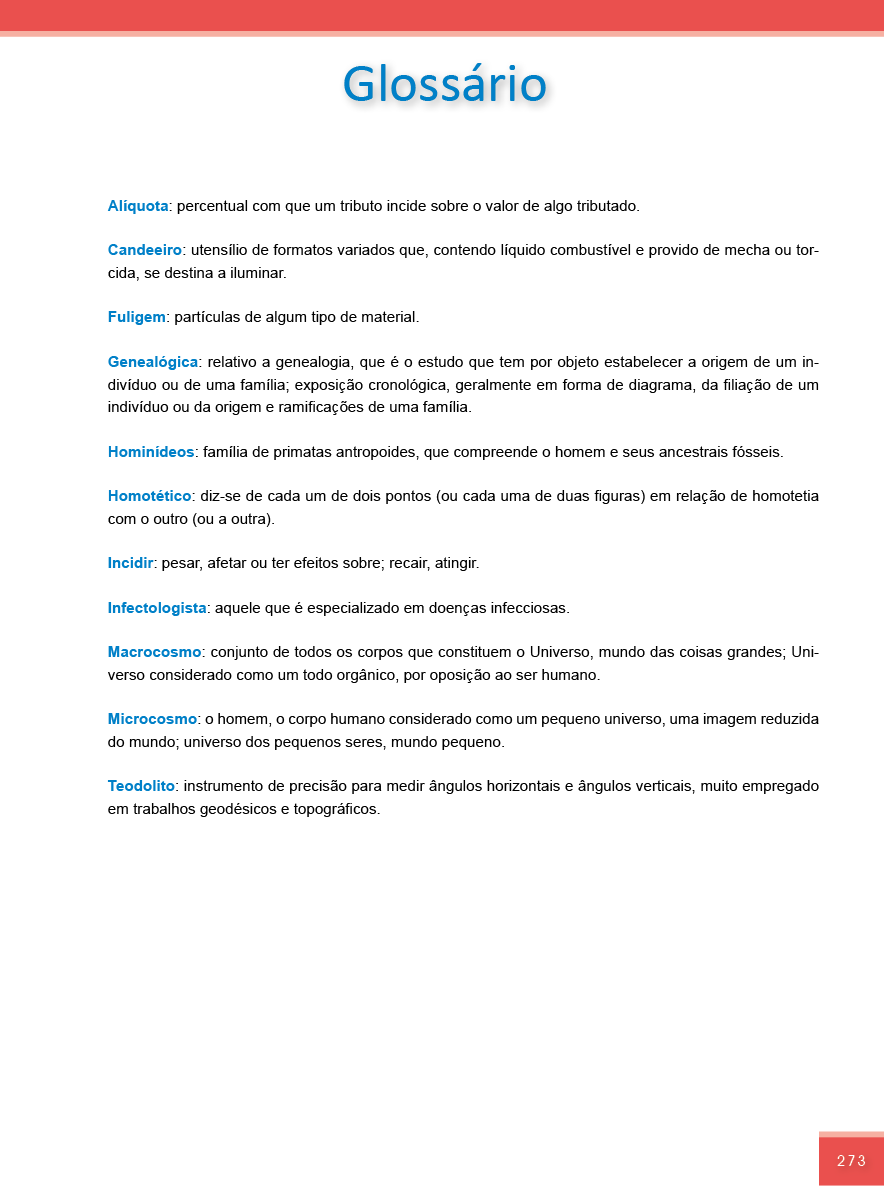 Glossário
Alíquota: percentual com que um tributo incide sobre o valor de algo tributado.
Candeeiro: utensílio de formatos variados que, contendo líquido combustível e provido de mecha ou tor-
cida, se destina a iluminar.
Fuligem: partículas de algum tipo de material.
Genealógica: relativo a genealogia, que é o estudo que tem por objeto estabelecer a origem de um in-
divíduo ou de uma família; exposição cronológica, geralmente em forma de diagrama, da filiação de um
indivíduo ou da origem e ramificações de uma família.
Hominídeos: família de primatas antropoides, que compreende o homem e seus ancestrais fósseis.
Homotético: diz-se de cada um de dois pontos (ou cada uma de duas figuras) em relação de homotetia
com o outro (ou a outra).
Incidir: pesar, afetar ou ter efeitos sobre; recair, atingir.
Infectologista: aquele que é especializado em doenças infecciosas.
Macrocosmo: conjunto de todos os corpos que constituem o Universo, mundo das coisas grandes; Uni-
verso considerado como um todo orgânico, por oposição ao ser humano.
Microcosmo: o homem, o corpo humano considerado como um pequeno universo, uma imagem reduzida
do mundo; universo dos pequenos seres, mundo pequeno.
Teodolito: instrumento de precisão para medir ângulos horizontais e ângulos verticais, muito empregado
em trabalhos geodésicos e topográficos.
273